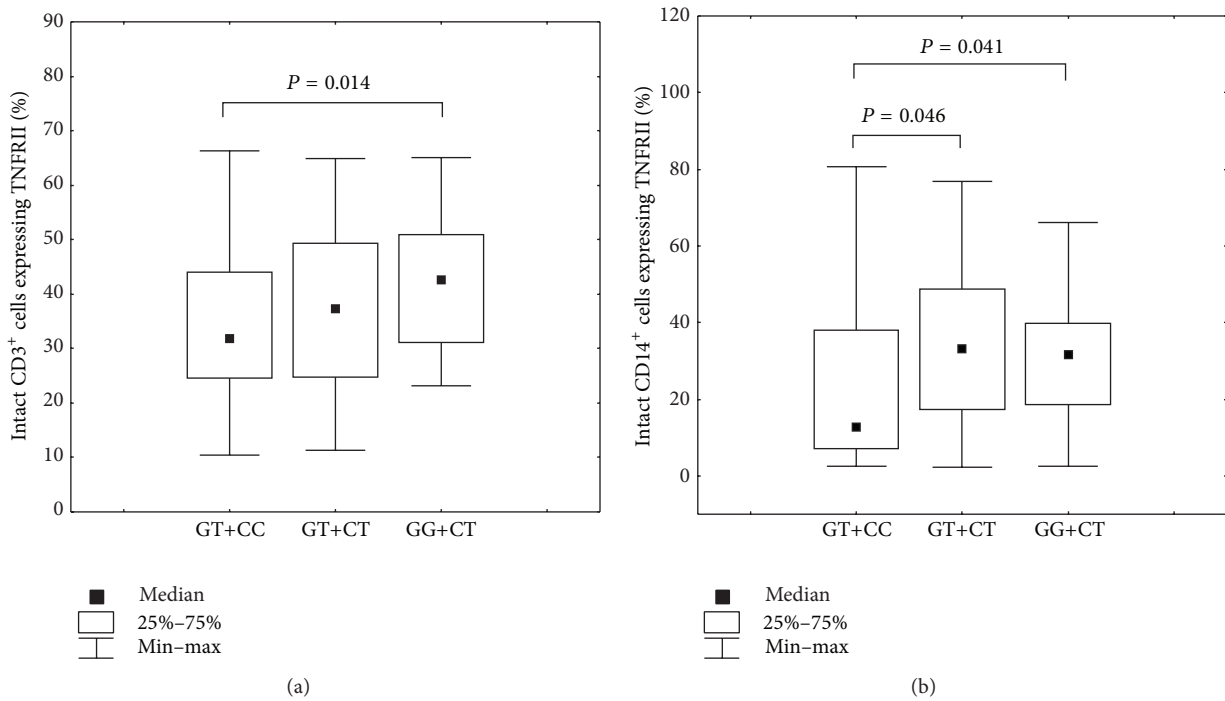 Intact CD3⁺ cells expressing TNFRII (%)
90
80
70
60
50
40
30
20
10
0
P = 0.014
GT+CC GT+CT GG+CT
Median
25%–75%
Min–max
(a)
Intact CD14⁺ cells expressing TNFRII (%)
120
100
80
60
40
20
0
P = 0.041
P = 0.046
GT+CC GT+CT GG+CT
Median
25%–75%
Min–max
(b)